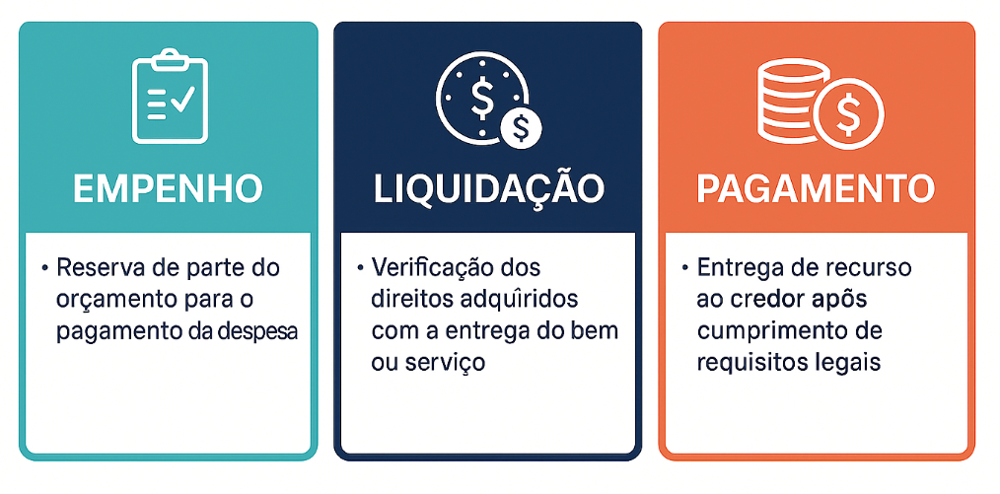 EMPENHO
• Reserva de parte do
orçamento para o
pagamento da despesa
LIQUIDAÇÃO
• Verificação dos
direitos adquîridos
com a entrega do bem
ou serviço
PAGAMENTO
• Entrega de recurso
ao credor após
cumprimento de
requisitos legais